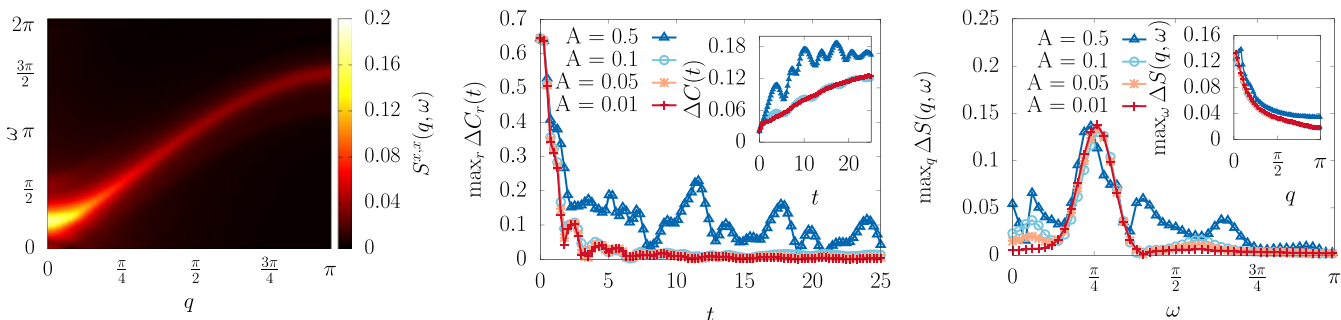 2π
3π/2
π
π/2
0
ω
0
π/4
π/2
3π/4
π
q
0.2
0.16
0.12
0.08
0.04
0
S^{x,x}(q, ω)
0.7
0.6
0.5
0.4
0.3
0.2
0.1
0
max_r ΔC_r(t)
A = 0.5
A = 0.1
A = 0.05
A = 0.01
0.18
0.12
0.06
0
ΔC(t)
0
10
20
t
0
5
10
15
20
25
t
0.25
0.20
0.15
0.10
0.05
0
max_q ΔS(q, ω)
A = 0.5
A = 0.1
A = 0.05
A = 0.01
0.16
0.12
0.08
0.04
0
max_ω ΔS(q, ω)
0
π/2
π
q
0
π/4
π/2
3π/4
π
ω